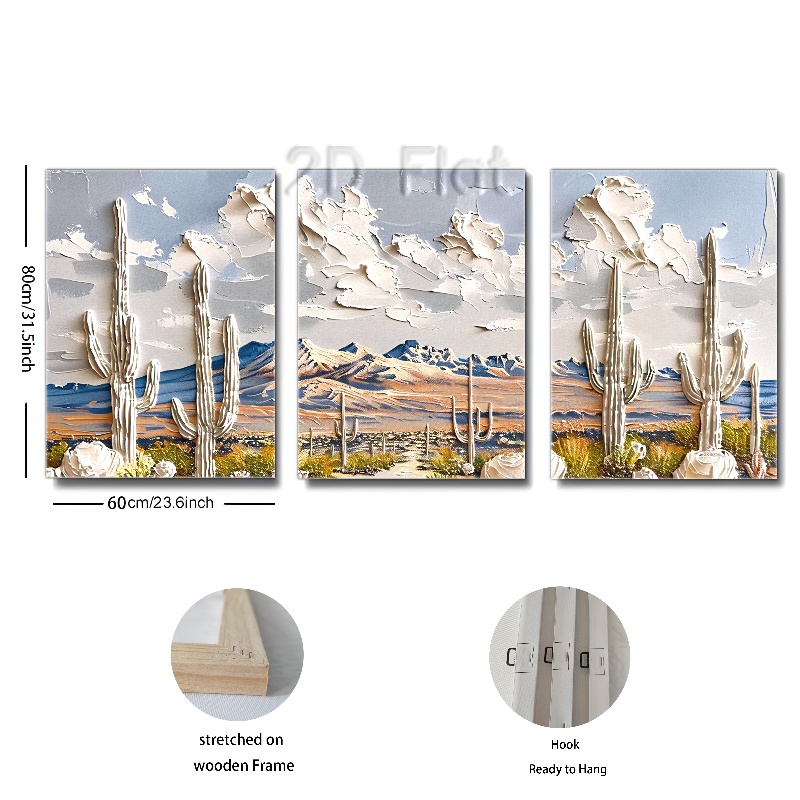 2D Flat
80cm/31.5inch
60cm/23.6inch
stretched on
wooden Frame
Hook
Ready to Hang